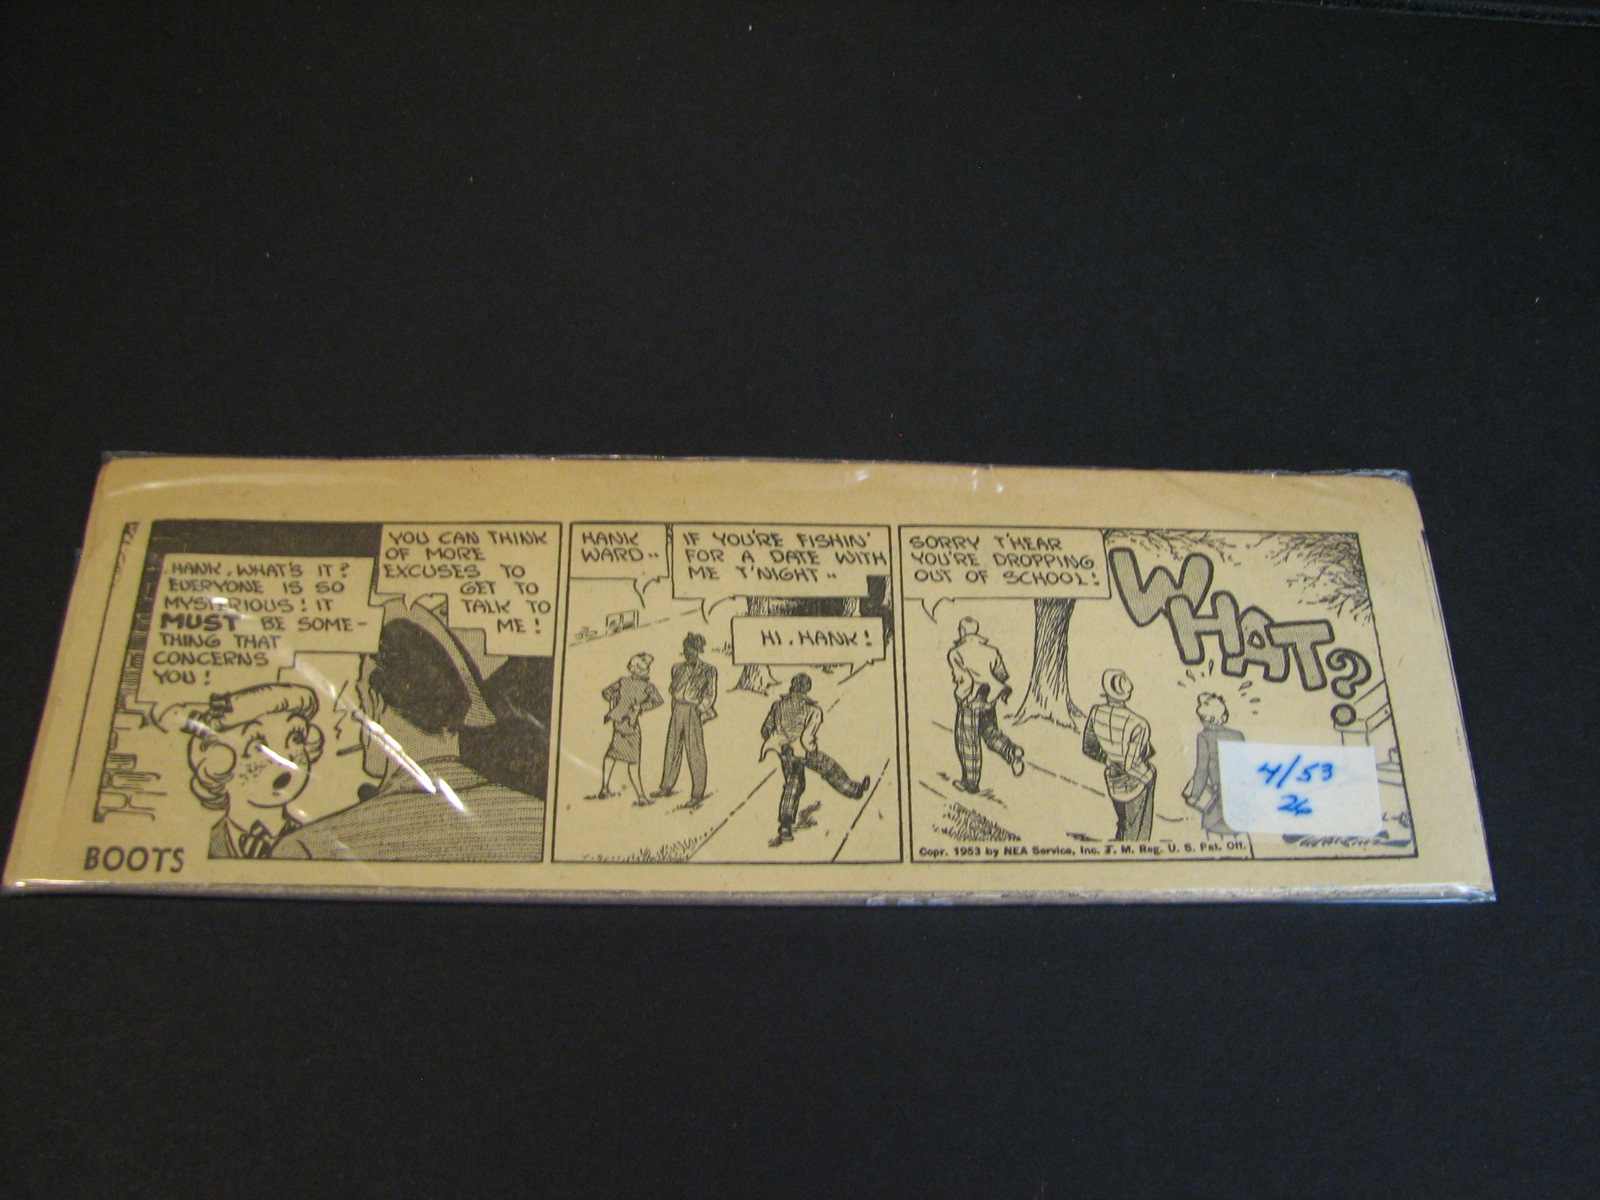 HANK, WHAT'S IT?
EVERYONE IS SO
MYSTERIOUS! IT
MUST BE SOME-
THING THAT
CONCERNS
YOU!
YOU CAN THINK
OF MORE
EXCUSES TO
GET TO
TALK TO
ME!
HANK
WARD..
IF YOU'RE FISHIN'
FOR A DATE WITH
ME T'NIGHT..
HI, HANK!
SORRY T'HEAR
YOU'RE DROPPING
OUT OF SCHOOL!
WHAT?
4/53
26
Copr. 1953 by NEA Service, Inc. T. M. Reg. U. S. Pat. Off.
BOOTS